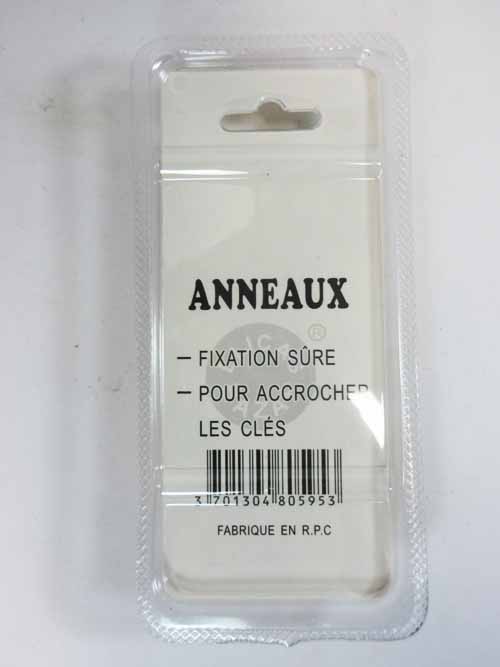 ANNEAUX
®
– FIXATION SÛRE
– POUR ACCROCHER
LES CLÉS
3 701304 805953
FABRIQUE EN R.P.C